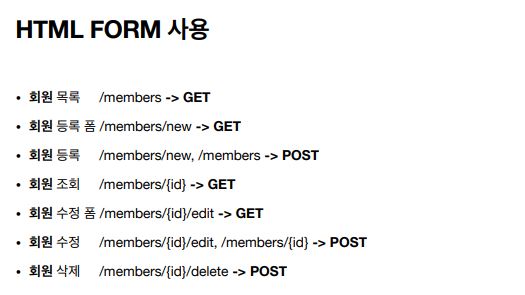 HTML FORM 사용
• 회원 목록 /members -> GET
• 회원 등록 폼 /members/new -> GET
• 회원 등록 /members/new, /members -> POST
• 회원 조회 /members/{id} -> GET
• 회원 수정 폼 /members/{id}/edit -> GET
• 회원 수정 /members/{id}/edit, /members/{id} -> POST
• 회원 삭제 /members/{id}/delete -> POST